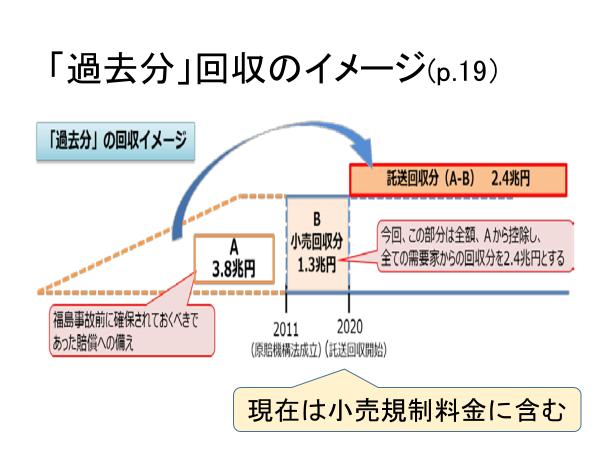 「過去分」回収のイメージ(p.19)
「過去分」の回収イメージ
託送回収分（A-B） 2.4兆円
A
3.8兆円
B
小売回収分
1.3兆円
今回、この部分は全額、Aから控除し、
全ての需要家からの回収分を2.4兆円とする
福島事故前に確保されておくべきで
あった賠償への備え
2011
（原賠機構法成立）
2020
（託送回収開始）
現在は小売規制料金に含む